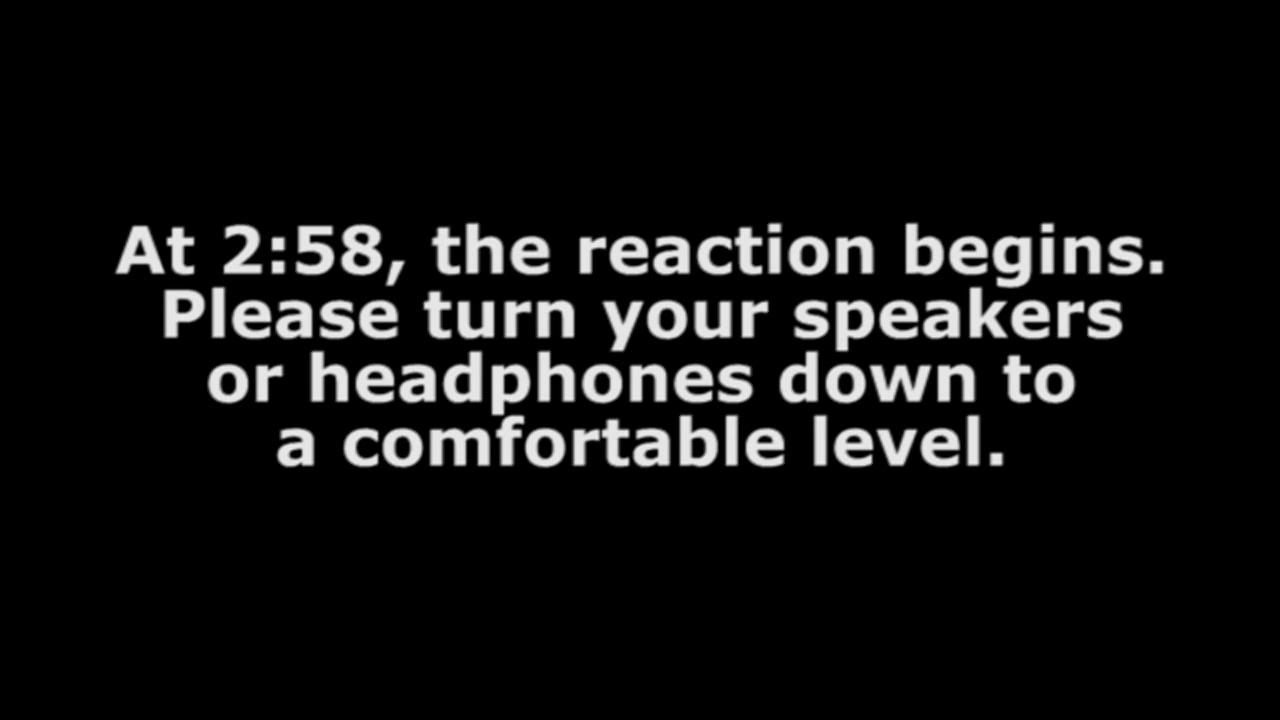 At 2:58, the reaction begins.
Please turn your speakers
or headphones down to
a comfortable level.